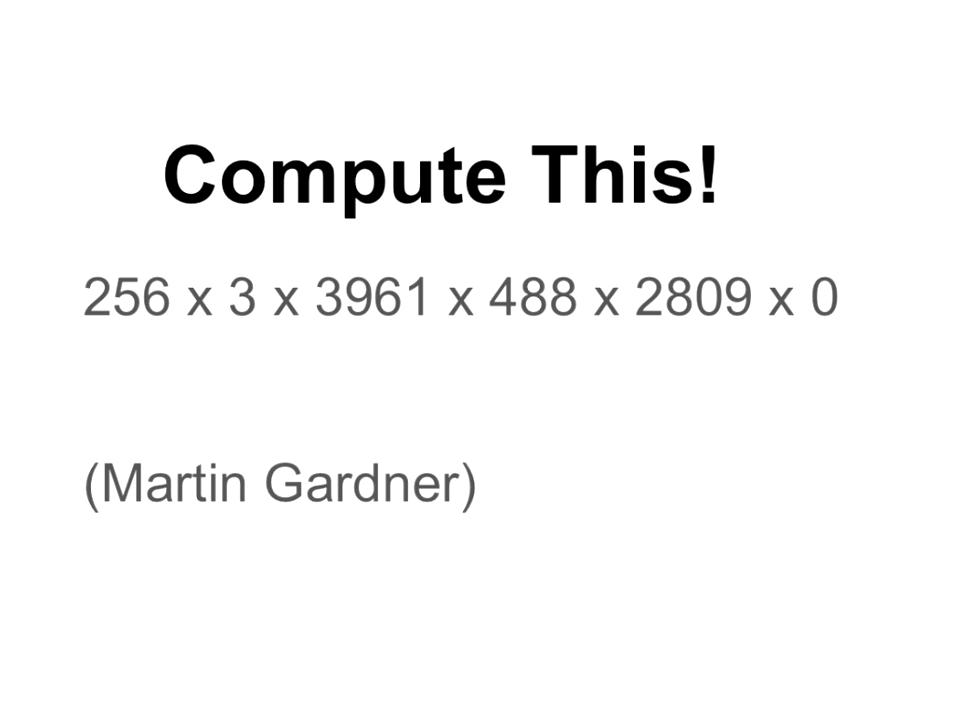 Compute This!
256 x 3 x 3961 x 488 x 2809 x 0
(Martin Gardner)